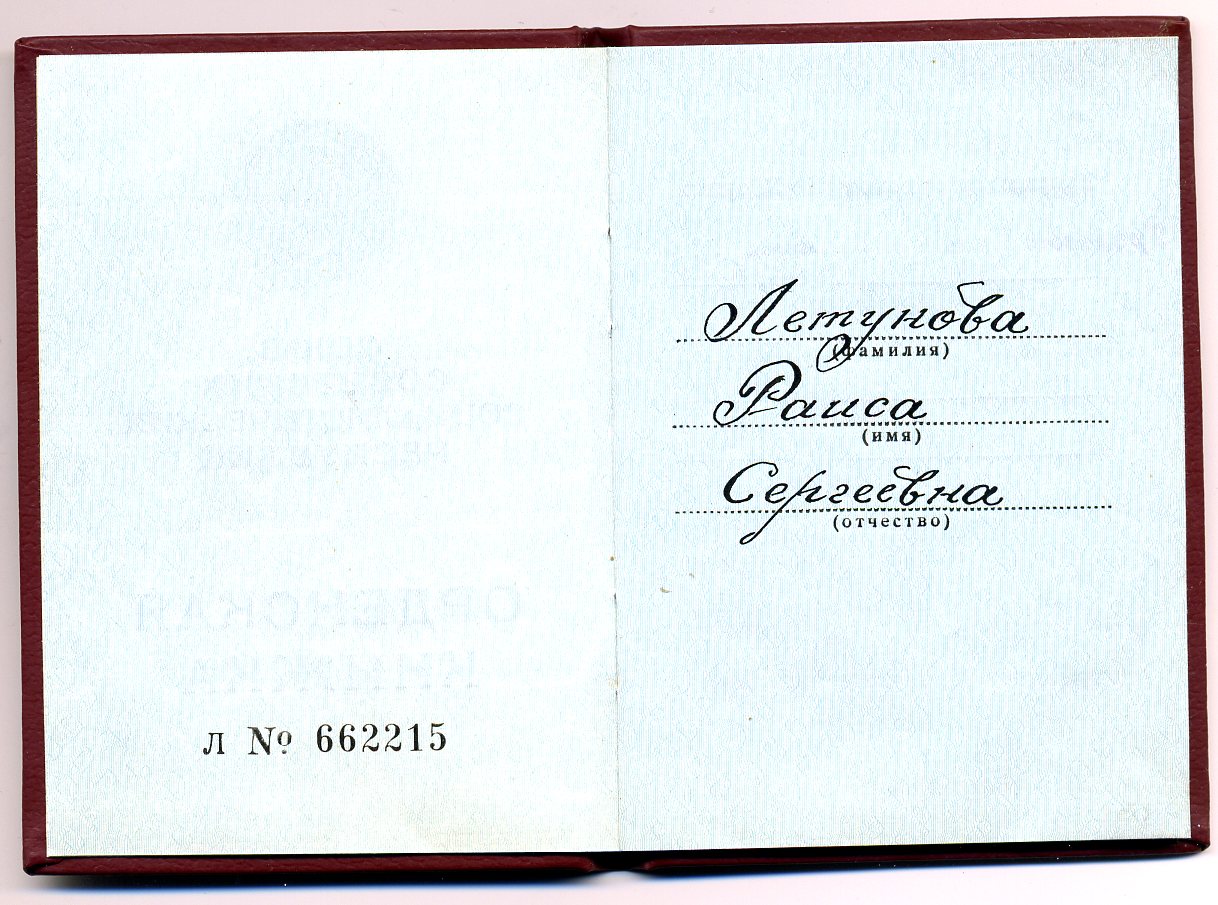 л № 662215
Летунова
(фамилия)
Раиса
(имя)
Сергеевна
(отчество)